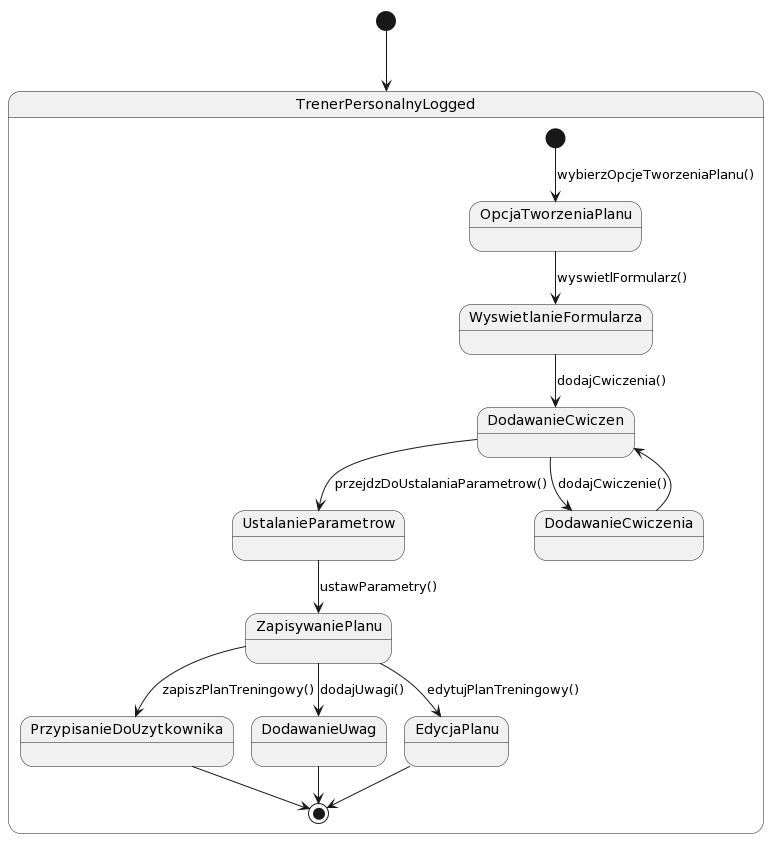 TrenerPersonalnyLogged
wybierzOpcjeTworzeniaPlanu()
OpcjaTworzeniaPlanu
wyswietlFormularz()
WyswietlanieFormularza
dodajCwiczenia()
DodawanieCwiczen
przejdzDoUstalaniaParametrow()
dodajCwiczenie()
UstalanieParametrow
DodawanieCwiczenia
ustawParametry()
ZapisywaniePlanu
zapiszPlanTreningowy()
dodajUwagi()
edytujPlanTreningowy()
PrzypisanieDoUzytkownika
DodawanieUwag
EdycjaPlanu